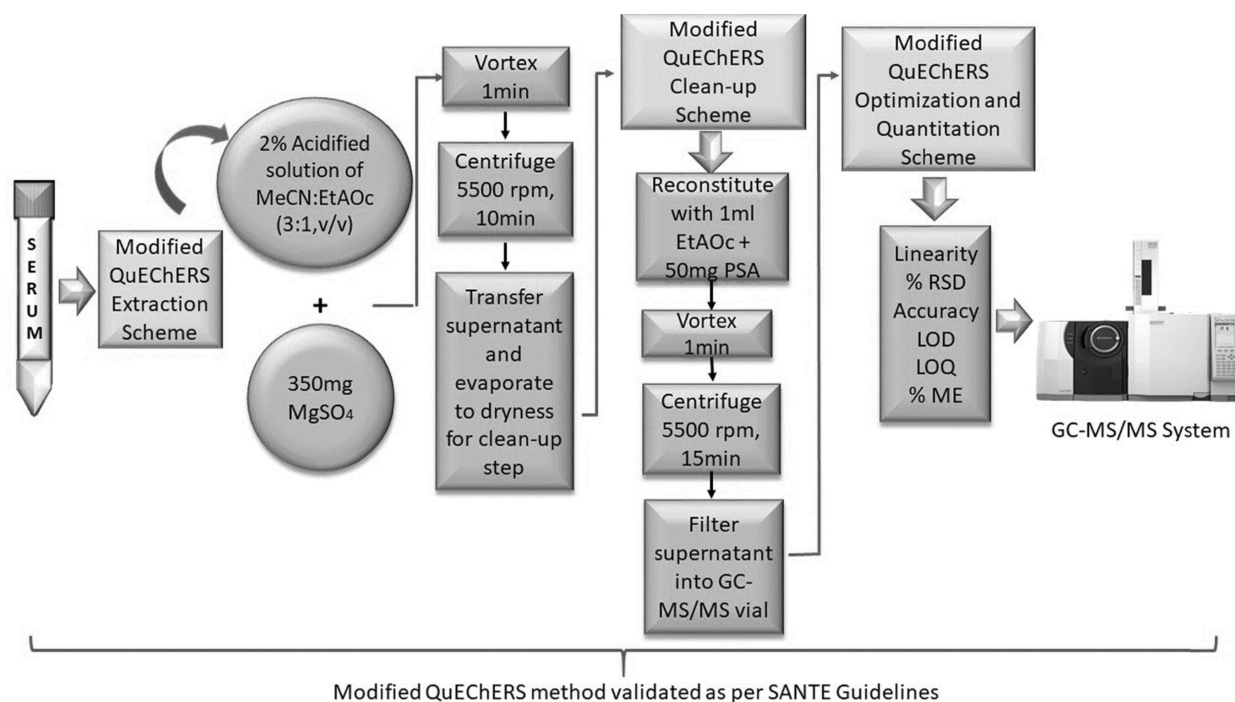 SERUM
Modified
QuEChERS
Extraction
Scheme
2% Acidified
solution of
MeCN:EtAOc
(3:1,v/v)
+
350mg
MgSO₄
Vortex
1min
Centrifuge
5500 rpm,
10min
Transfer
supernatant
and
evaporate
to dryness
for clean-up
step
Modified
QuEChERS
Clean-up
Scheme
Reconstitute
with 1ml
EtAOc +
50mg PSA
Vortex
1min
Centrifuge
5500 rpm,
15min
Filter
supernatant
into GC-
MS/MS vial
Modified
QuEChERS
Optimization and
Quantitation
Scheme
Linearity
% RSD
Accuracy
LOD
LOQ
% ME
GC-MS/MS System
Modified QuEChERS method validated as per SANTE Guidelines